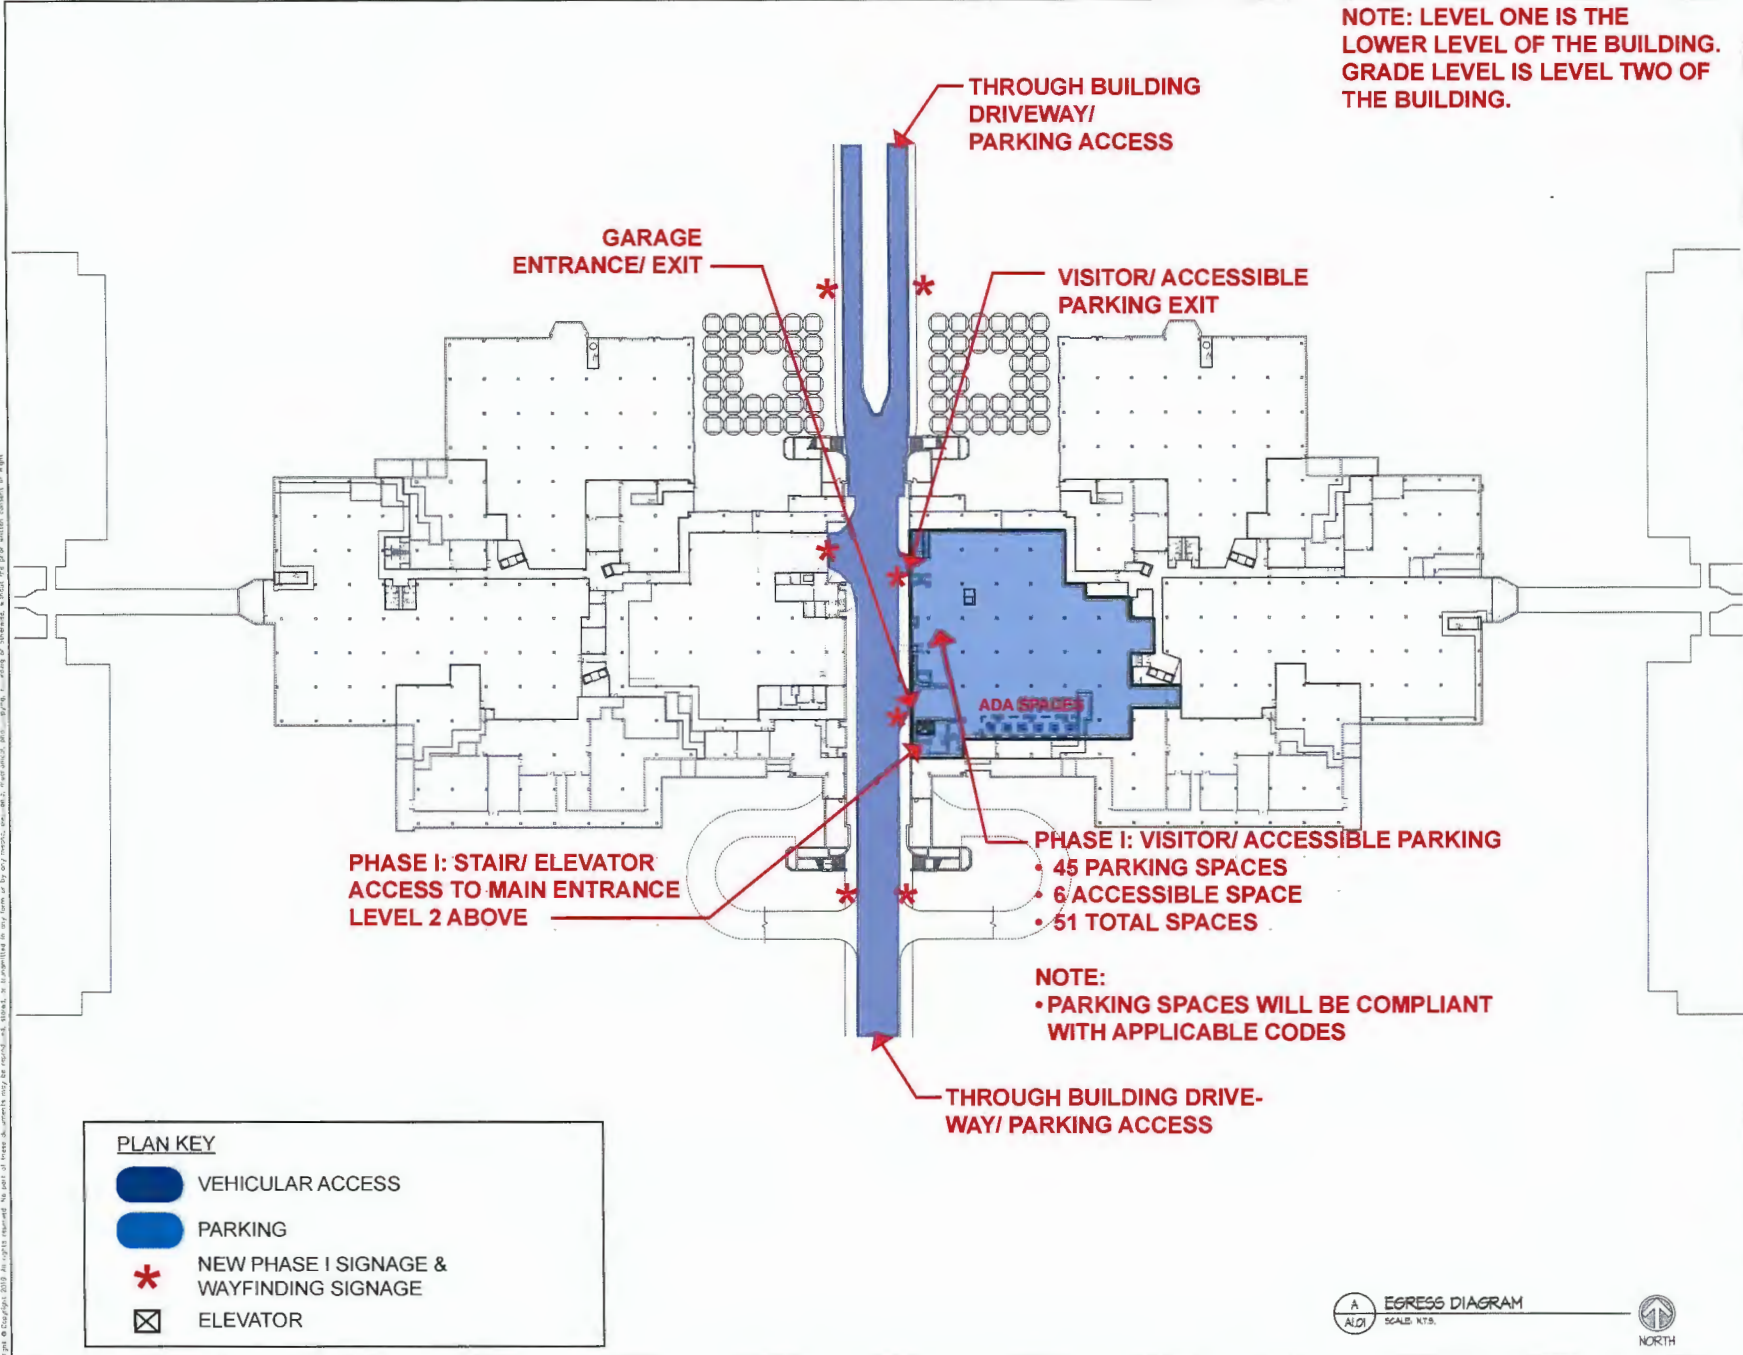 NOTE: LEVEL ONE IS THE
LOWER LEVEL OF THE BUILDING.
GRADE LEVEL IS LEVEL TWO OF
THE BUILDING.
THROUGH BUILDING
DRIVEWAY/
PARKING ACCESS
GARAGE
ENTRANCE/ EXIT
VISITOR/ ACCESSIBLE
PARKING EXIT
ADA SPACES
PHASE I: STAIR/ ELEVATOR
ACCESS TO MAIN ENTRANCE
LEVEL 2 ABOVE
PHASE I: VISITOR/ ACCESSIBLE PARKING
• 45 PARKING SPACES
• 6 ACCESSIBLE SPACE
• 51 TOTAL SPACES
NOTE:
• PARKING SPACES WILL BE COMPLIANT
WITH APPLICABLE CODES
THROUGH BUILDING DRIVE-
WAY/ PARKING ACCESS
PLAN KEY
VEHICULAR ACCESS
PARKING
NEW PHASE I SIGNAGE &
WAYFINDING SIGNAGE
ELEVATOR
A
A1.01
EGRESS DIAGRAM
SCALE: N.T.S.
NORTH